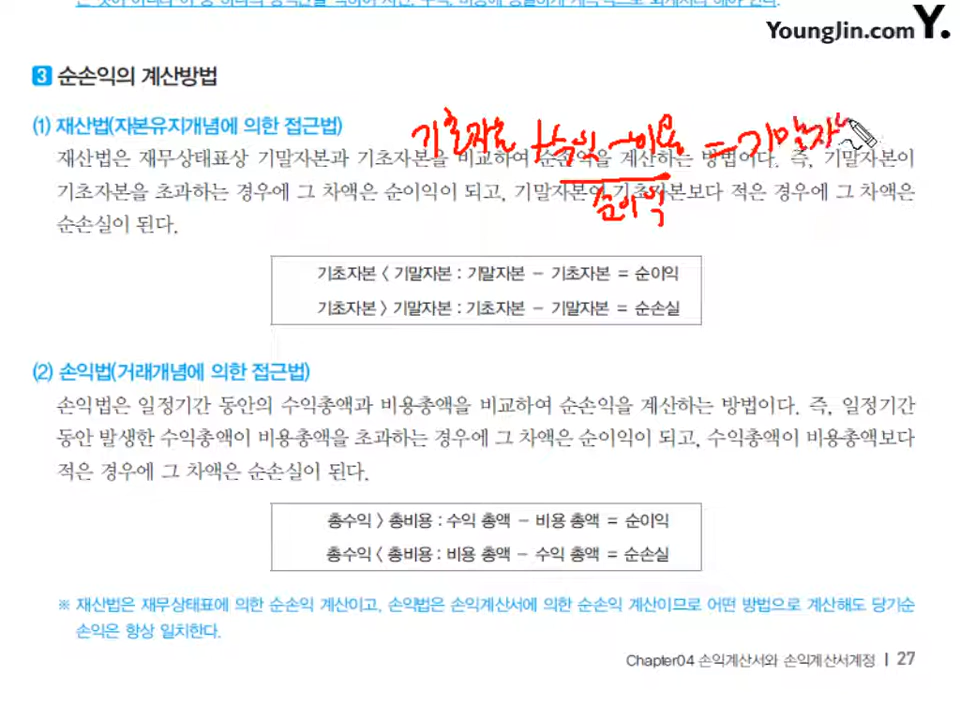 YoungJin.com Y.
3 순손익의 계산방법
(1) 재산법(자본유지개념에 의한 접근법)
기초자본 + 수익 - 비용 = 기말자
재산법은 재무상태표상 기말자본과 기초자본을 비교하여 순손익을 계산하는 방법이다. 즉, 기말자본이
기초자본을 초과하는 경우에 그 차액은 순이익이 되고, 기말자본이 기초자본보다 적은 경우에 그 차액은
순이익
순손실이 된다.
기초자본 < 기말자본 : 기말자본 - 기초자본 = 순이익
기초자본 > 기말자본 : 기초자본 - 기말자본 = 순손실
(2) 손익법(거래개념에 의한 접근법)
손익법은 일정기간 동안의 수익총액과 비용총액을 비교하여 순손익을 계산하는 방법이다. 즉, 일정기간
동안 발생한 수익총액이 비용총액을 초과하는 경우에 그 차액은 순이익이 되고, 수익총액이 비용총액보다
적은 경우에 그 차액은 순손실이 된다.
총수익 > 총비용 : 수익 총액 - 비용 총액 = 순이익
총수익 < 총비용 : 비용 총액 - 수익 총액 = 순손실
※ 재산법은 재무상태표에 의한 순손익 계산이고, 손익법은 손익계산서에 의한 순손익 계산이므로 어떤 방법으로 계산해도 당기순
손익은 항상 일치한다.
Chapter04 손익계산서와 손익계산서계정 | 27